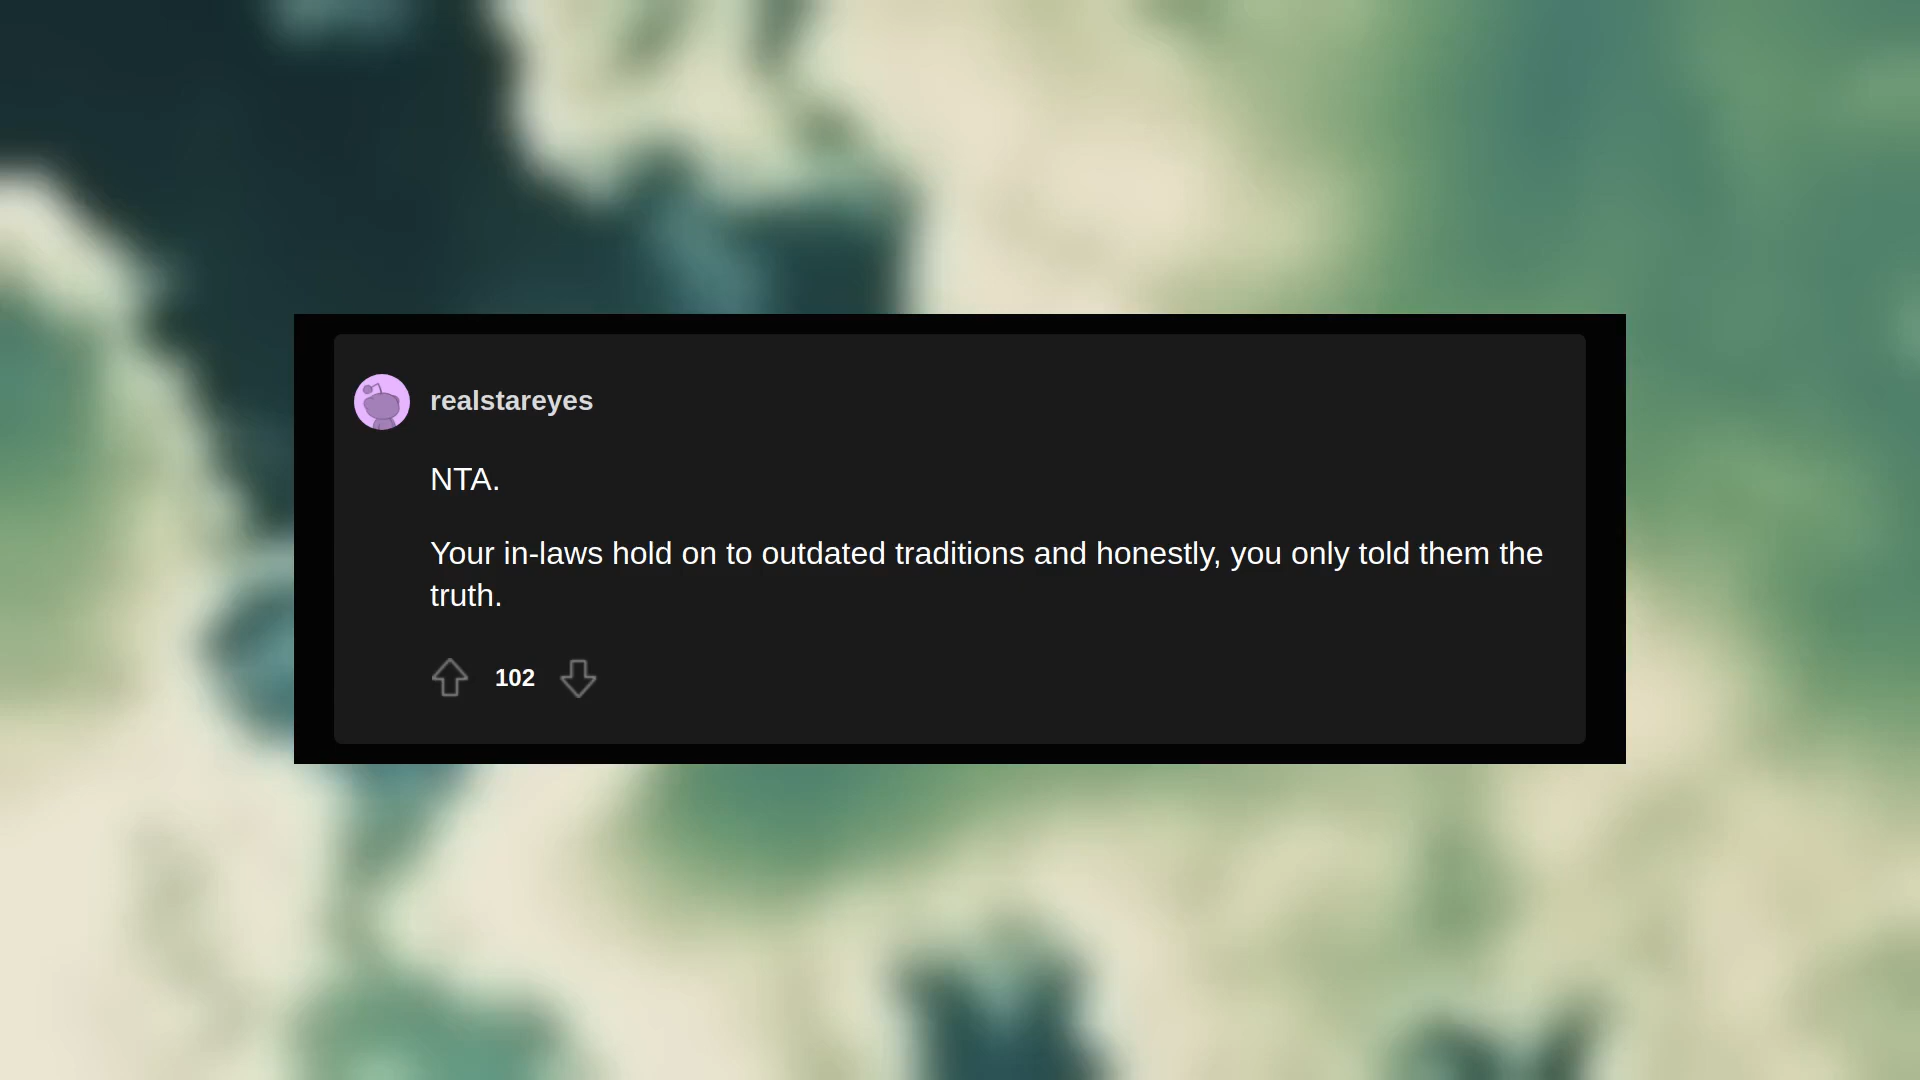 realstareyes
NTA.
Your in-laws hold on to outdated traditions and honestly, you only told them the
truth.
102